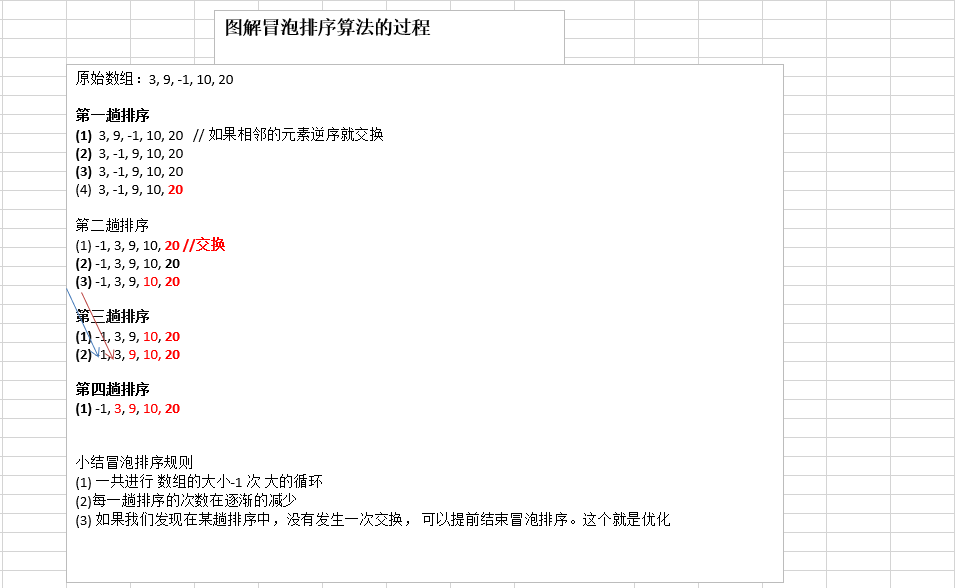 图解冒泡排序算法的过程
原始数组：3, 9, -1, 10, 20
第一趟排序
(1) 3, 9, -1, 10, 20 // 如果相邻的元素逆序就交换
(2) 3, -1, 9, 10, 20
(3) 3, -1, 9, 10, 20
(4) 3, -1, 9, 10, 20
第二趟排序
(1) -1, 3, 9, 10, 20 //交换
(2) -1, 3, 9, 10, 20
(3) -1, 3, 9, 10, 20
第三趟排序
(1) -1, 3, 9, 10, 20
(2) -1, 3, 9, 10, 20
第四趟排序
(1) -1, 3, 9, 10, 20
小结冒泡排序规则
(1) 一共进行 数组的大小-1 次 大的循环
(2)每一趟排序的次数在逐渐的减少
(3) 如果我们发现在某趟排序中，没有发生一次交换， 可以提前结束冒泡排序。这个就是优化